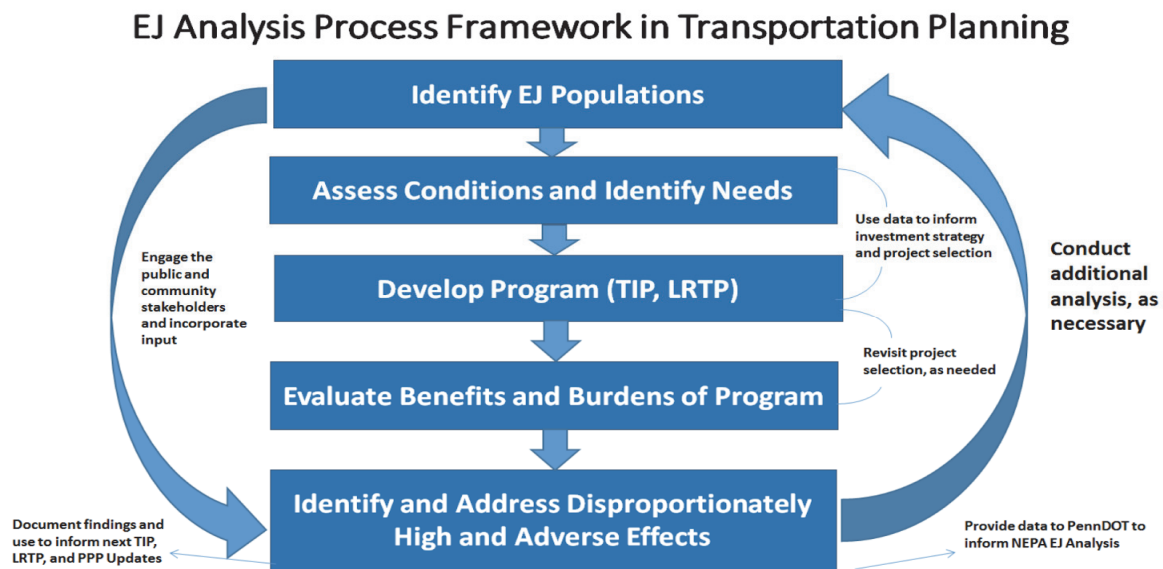 EJ Analysis Process Framework in Transportation Planning
Identify EJ Populations
Assess Conditions and Identify Needs
Use data to inform
investment strategy
and project selection
Engage the
public and
community
stakeholders
and incorporate
input
Conduct
additional
analysis, as
necessary
Develop Program (TIP, LRTP)
Revisit project
selection, as needed
Evaluate Benefits and Burdens of Program
Identify and Address Disproportionately
High and Adverse Effects
Document findings and
use to inform next TIP,
LRTP, and PPP Updates
Provide data to PennDOT to
inform NEPA EJ Analysis